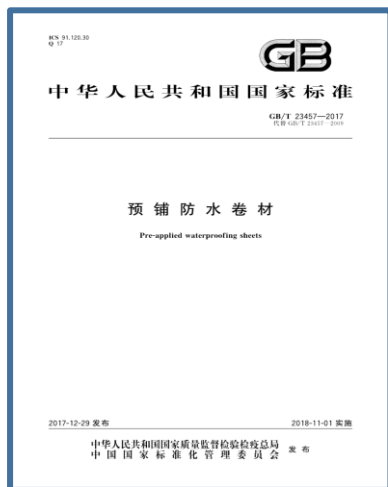 ICS 91.120.30
Q 17
GB
中华人民共和国国家标准
GB/T 23457—2017
代替 GB/T 23457—2009
预铺防水卷材
Pre-applied waterproofing sheets
2017-12-29 发布
2018-11-01 实施
中华人民共和国国家质量监督检验检疫总局
中国国家标准化管理委员会
发布